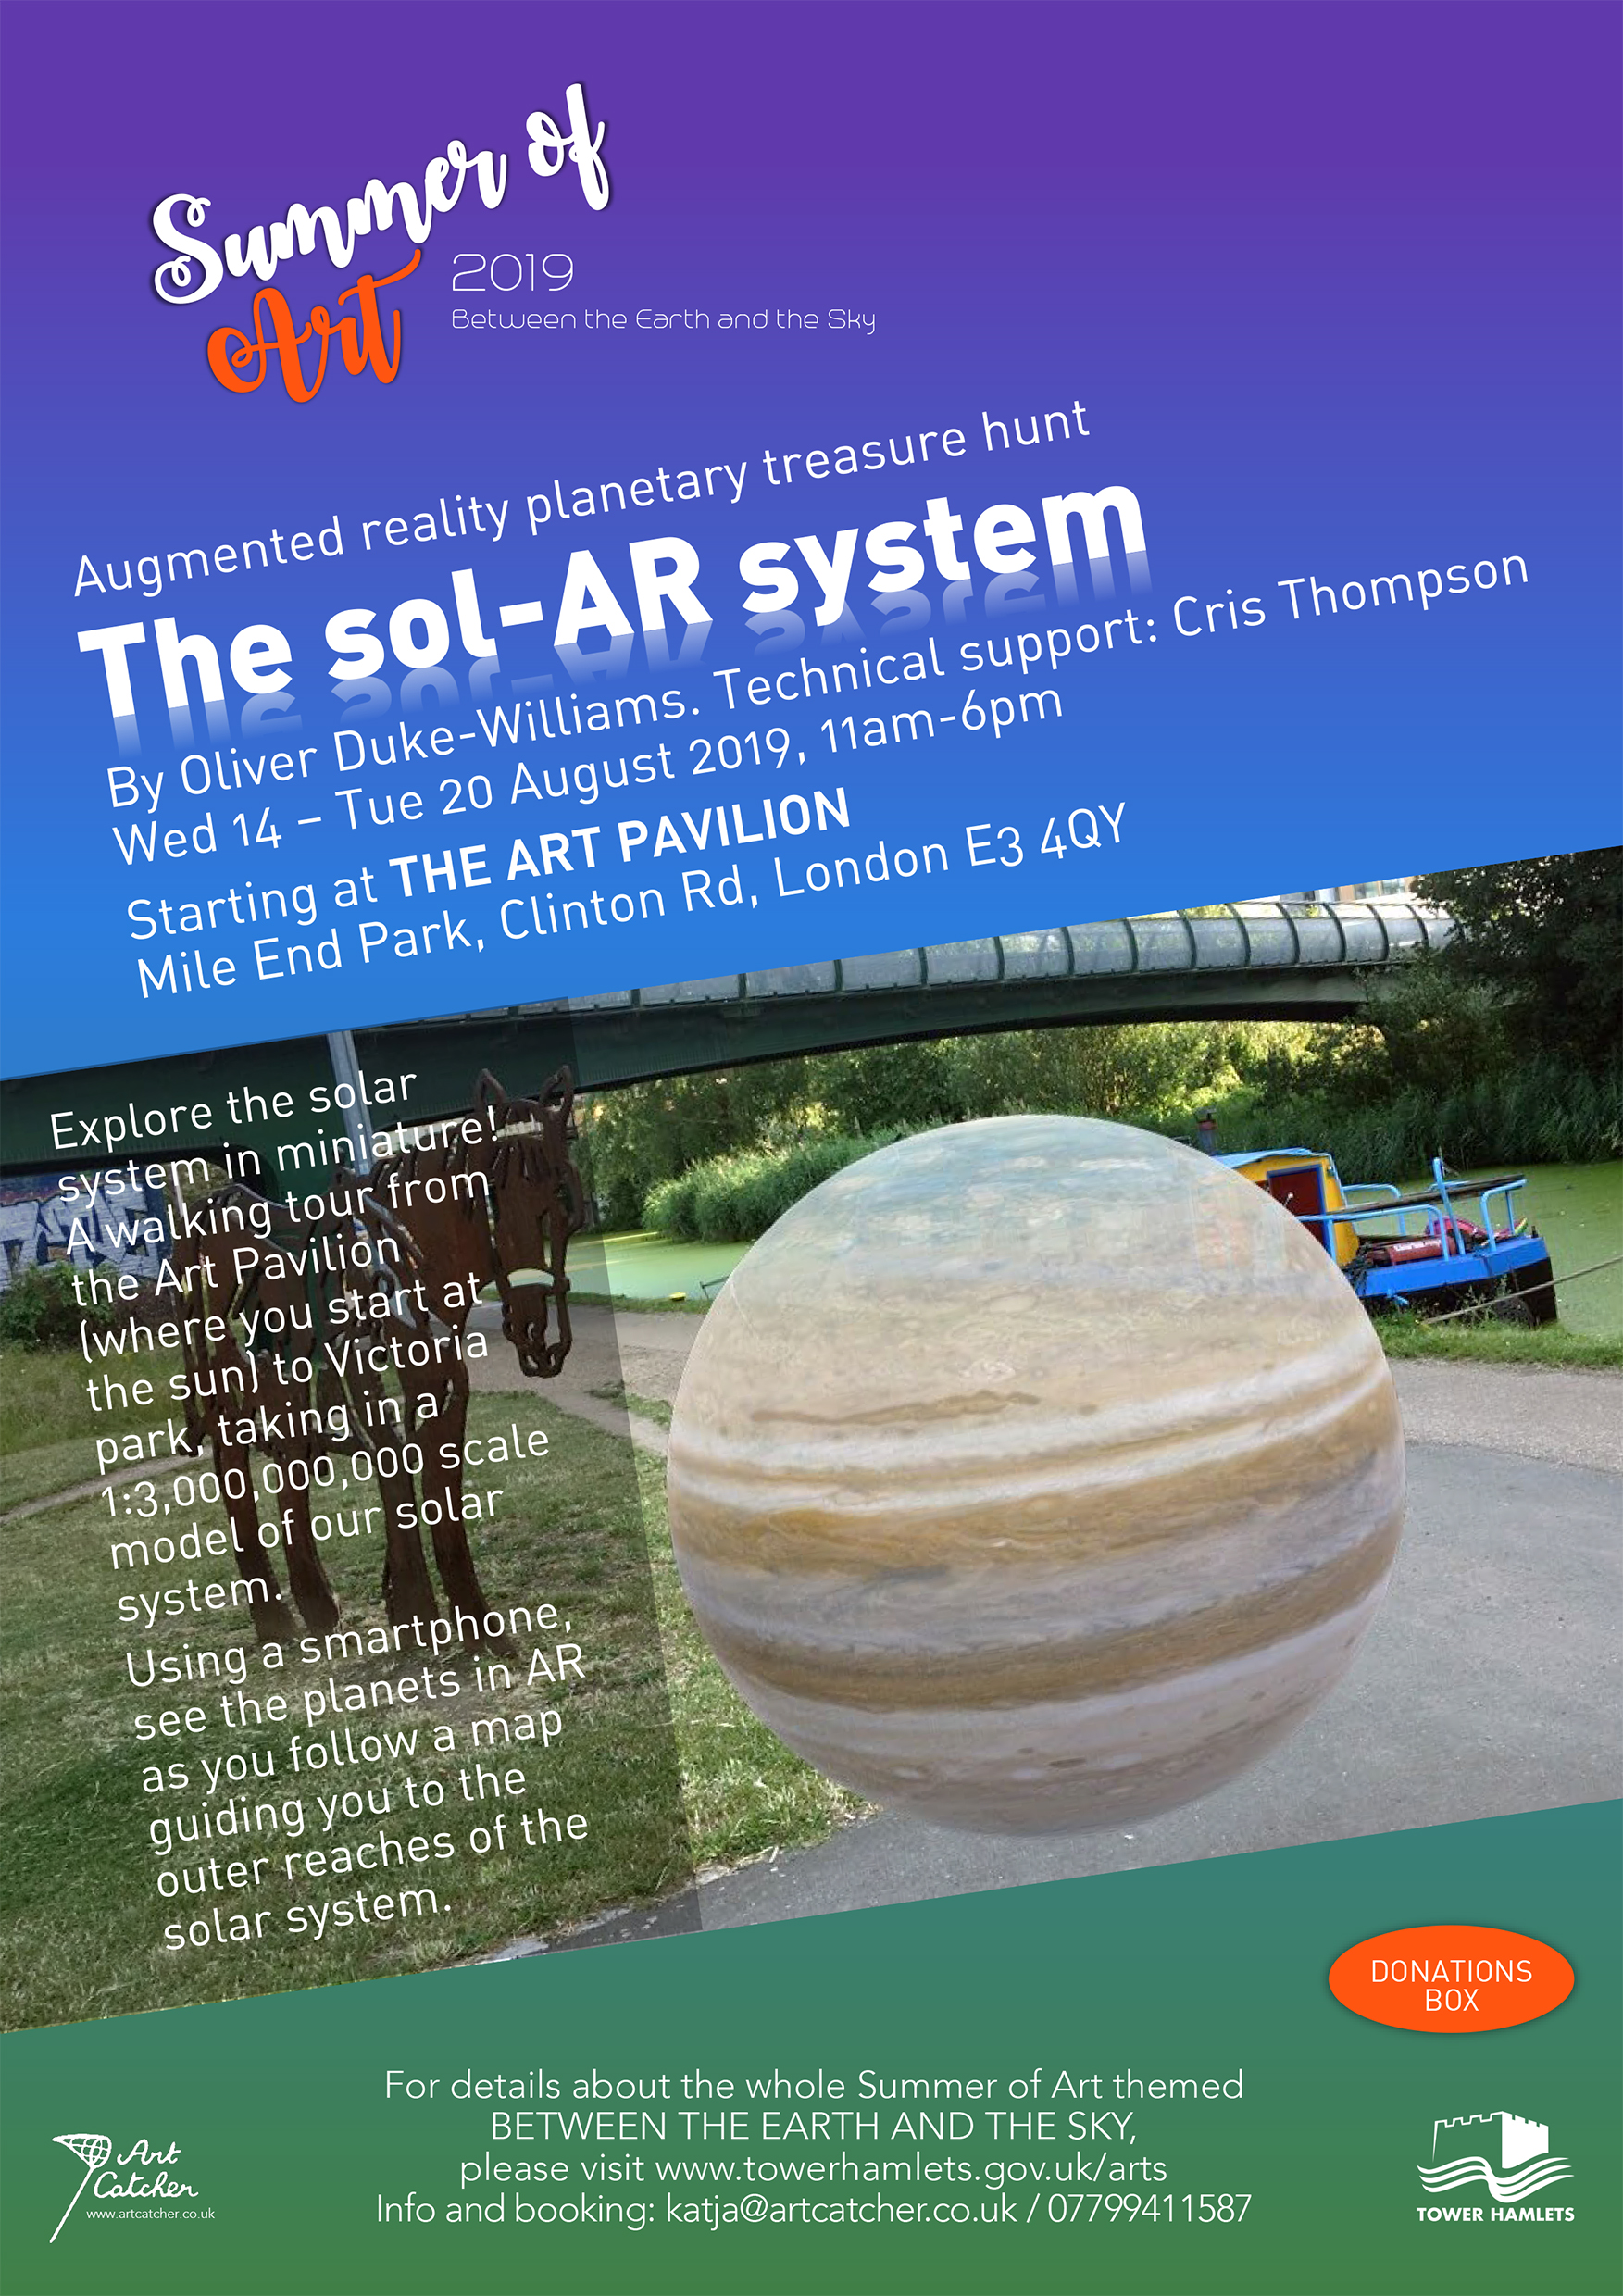 Summer of
Art
2019
Between the Earth and the Sky
Augmented reality planetary treasure hunt
The sol-AR system
By Oliver Duke-Williams. Technical support: Cris Thompson
Wed 14 – Tue 20 August 2019, 11am-6pm
Starting at THE ART PAVILION
Mile End Park, Clinton Rd, London E3 4QY
Explore the solar
system in miniature!
A walking tour from
the Art Pavilion
(where you start at
the sun) to Victoria
park, taking in a
1:3,000,000,000 scale
model of our solar
system.
Using a smartphone,
see the planets in AR
as you follow a map
guiding you to the
outer reaches of the
solar system.
DONATIONS
BOX
For details about the whole Summer of Art themed
BETWEEN THE EARTH AND THE SKY,
please visit www.towerhamlets.gov.uk/arts
Info and booking: katja@artcatcher.co.uk / 07799411587
Art
Catcher
www.artcatcher.co.uk
TOWER HAMLETS